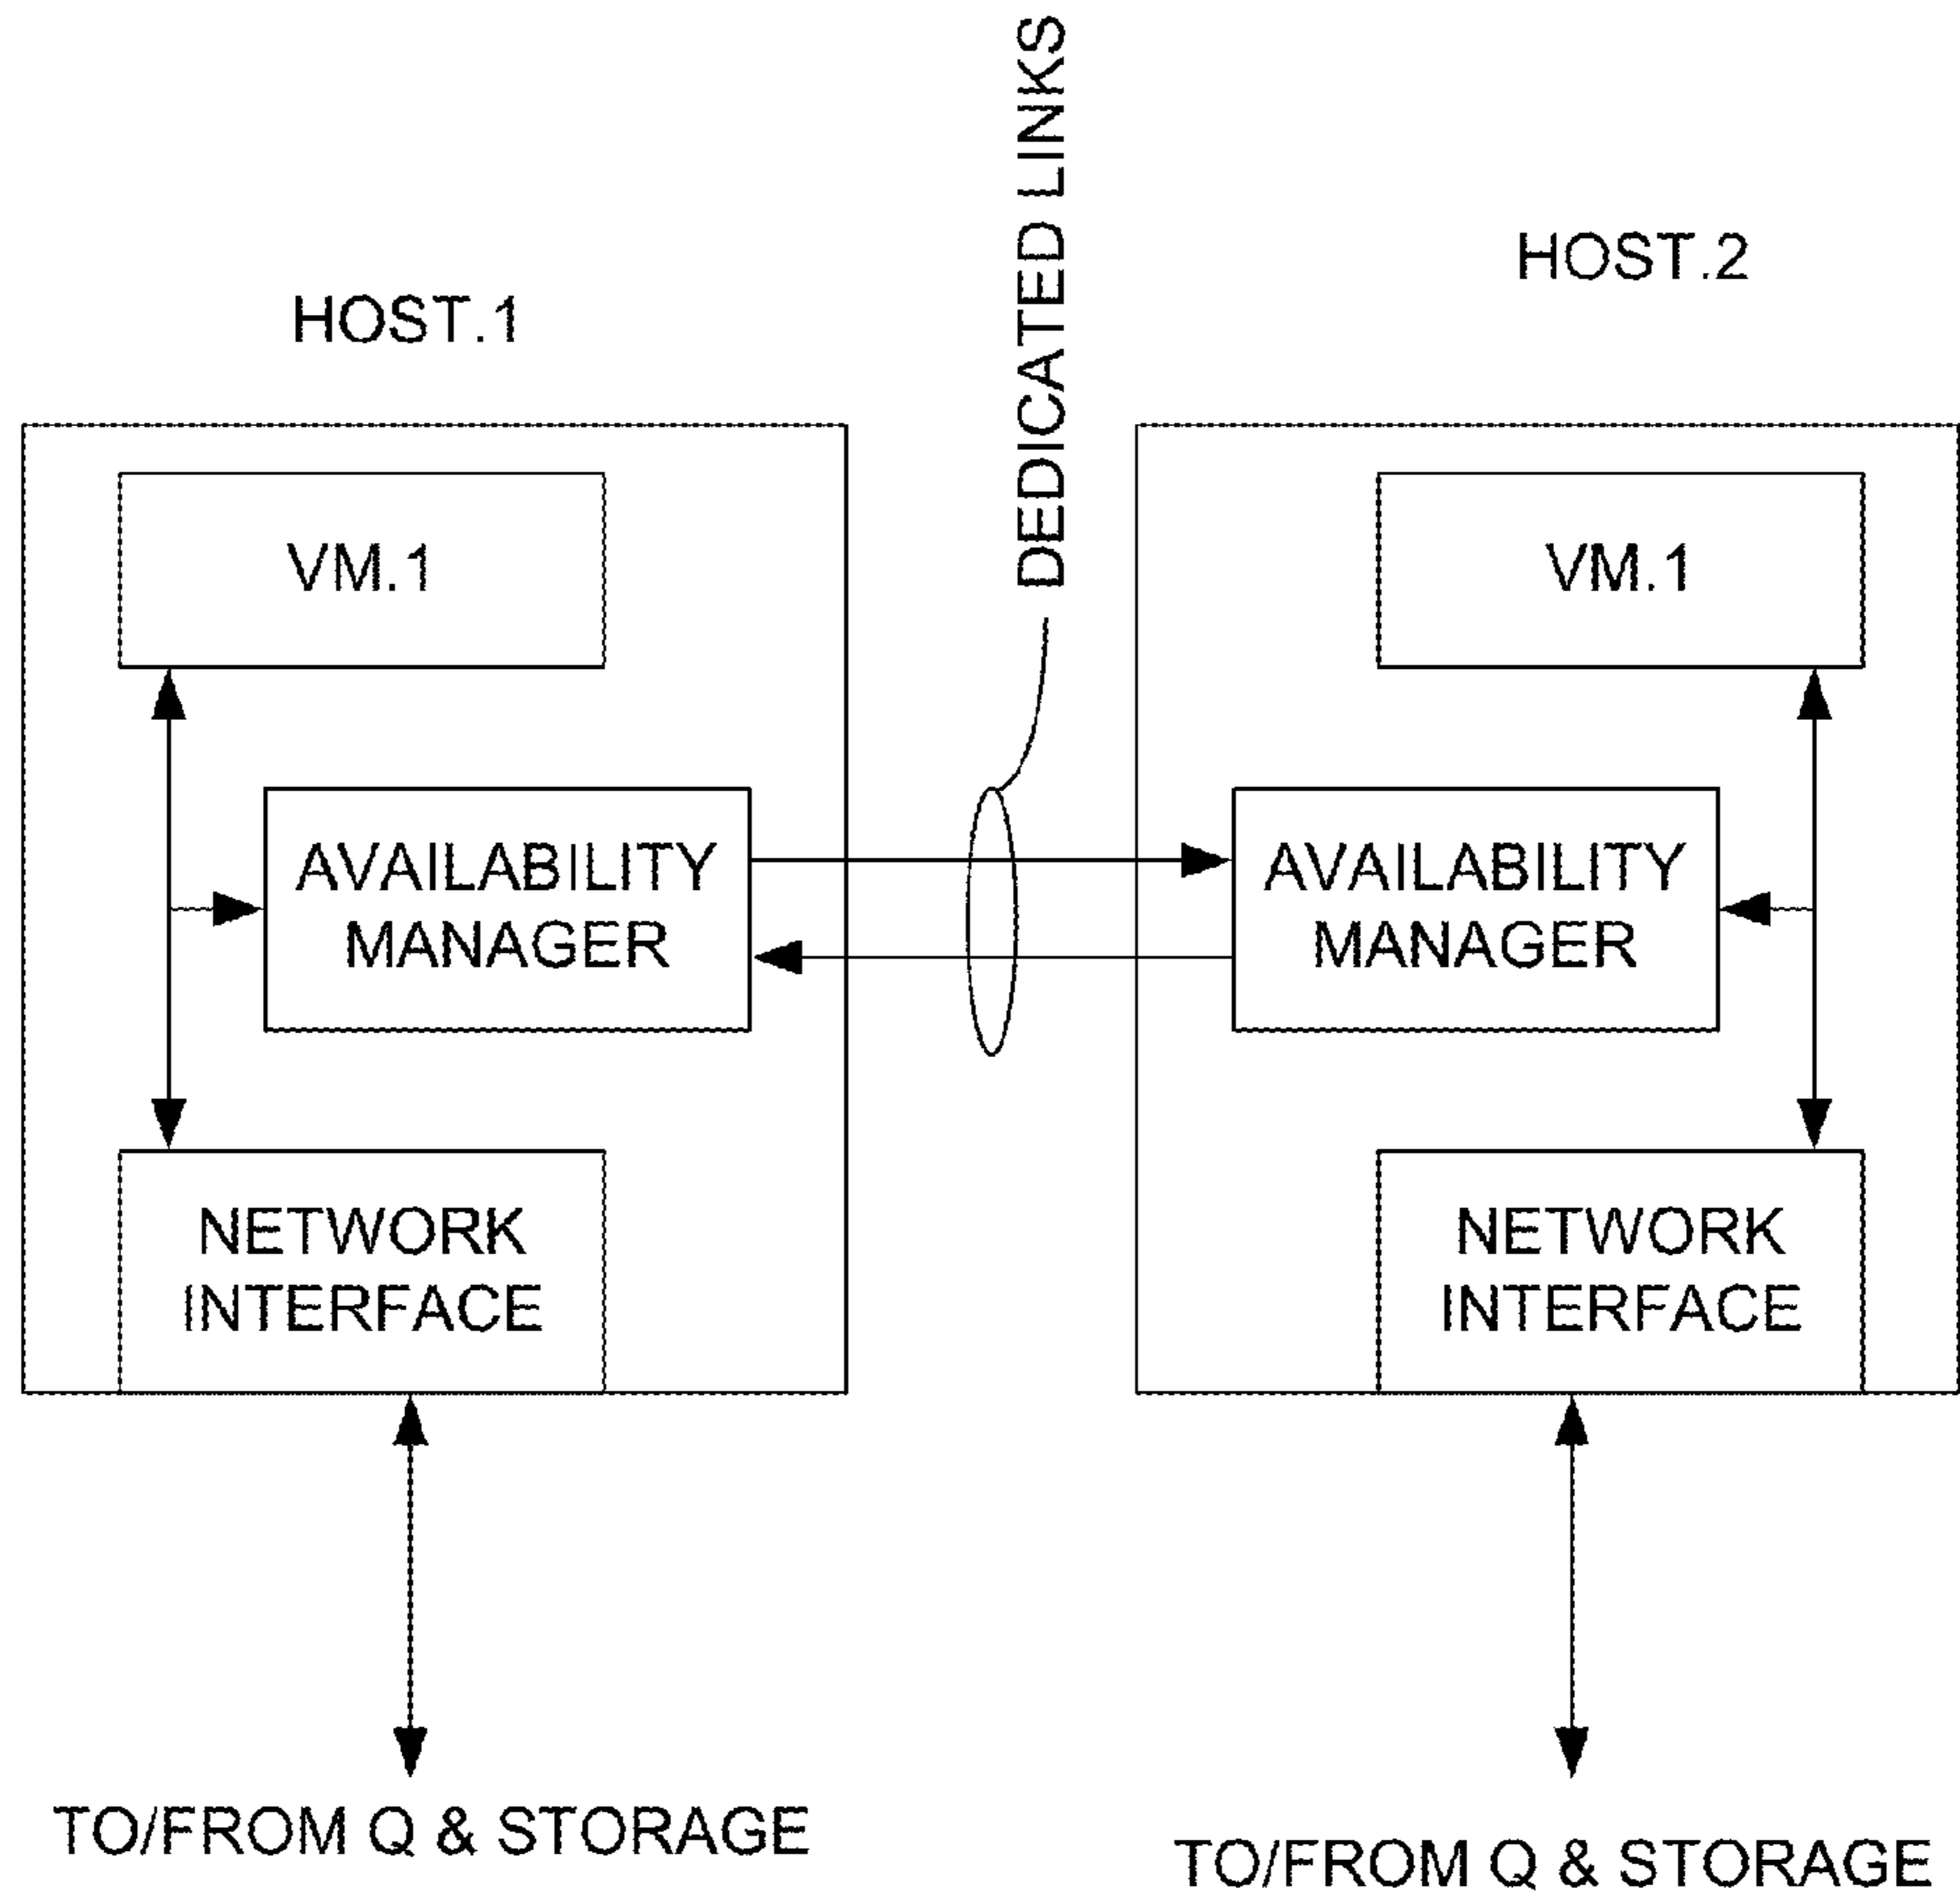 DEDICATED LINKS
HOST.1
HOST.2
VM.1
VM.1
AVAILABILITY
MANAGER
AVAILABILITY
MANAGER
NETWORK
INTERFACE
NETWORK
INTERFACE
TO/FROM Q & STORAGE
TO/FROM Q & STORAGE